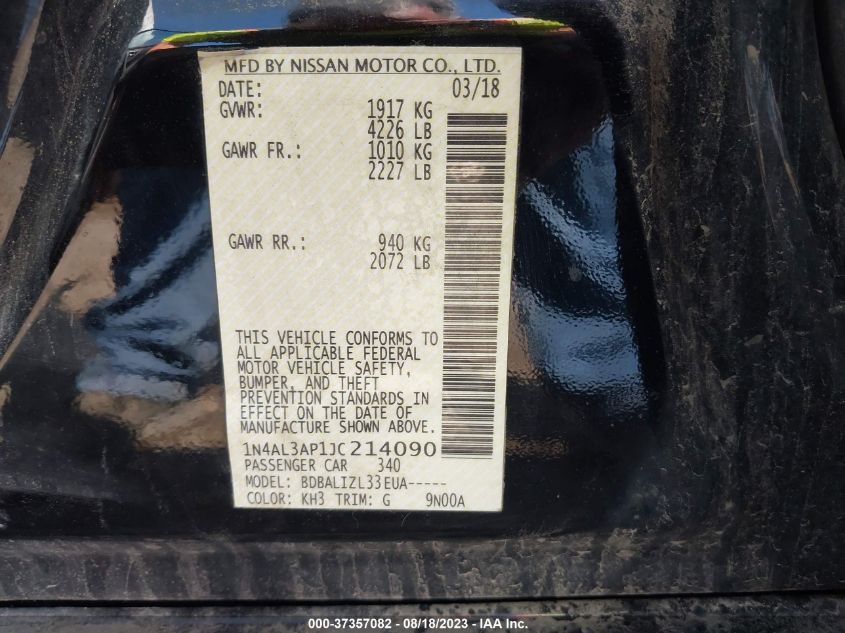 MFD BY NISSAN MOTOR CO., LTD.
DATE: 03/18
GVWR: 1917 KG
4226 LB
GAWR FR.: 1010 KG
2227 LB
GAWR RR.: 940 KG
2072 LB
THIS VEHICLE CONFORMS TO
ALL APPLICABLE FEDERAL
MOTOR VEHICLE SAFETY,
BUMPER, AND THEFT
PREVENTION STANDARDS IN
EFFECT ON THE DATE OF
MANUFACTURE SHOWN ABOVE.
1N4AL3AP1JC214090
PASSENGER CAR 340
MODEL: BDBALIZL33EUA-----
COLOR: KH3 TRIM: G 9N00A
000-37357082 - 08/18/2023 - IAA Inc.